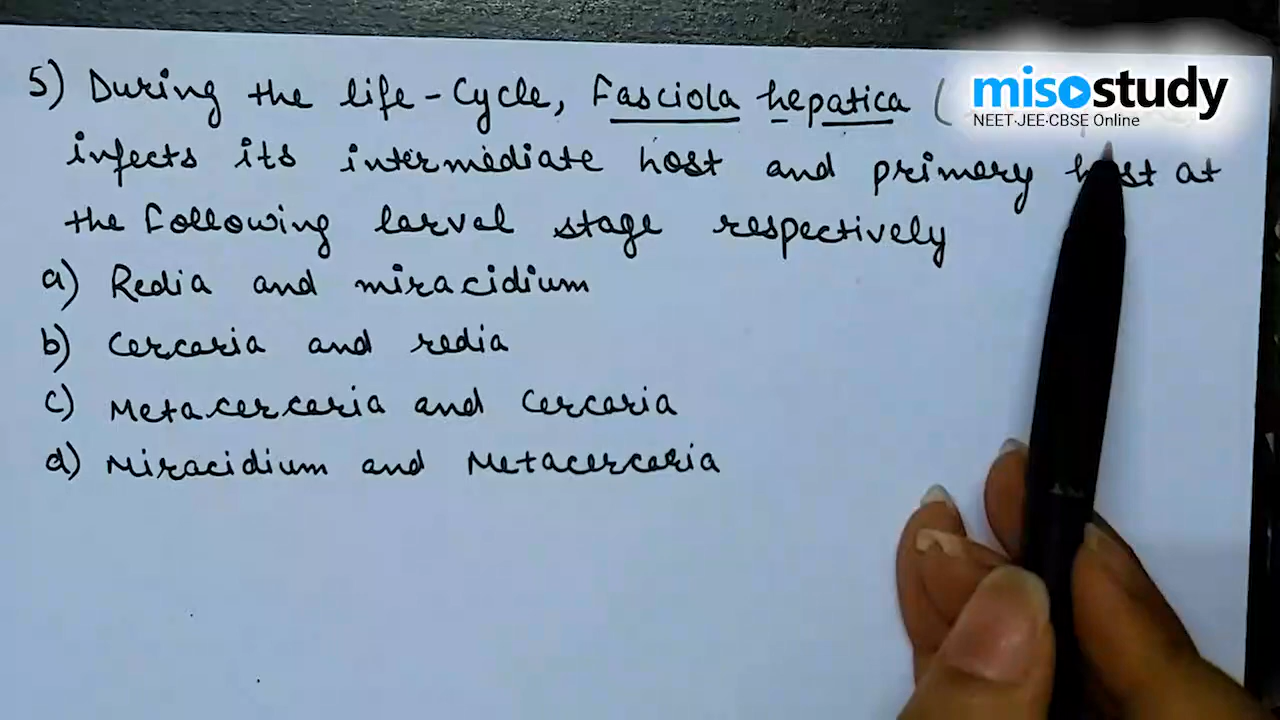 misostudy
NEET·JEE·CBSE Online
5) During the life-Cycle, Fasciola hepatica (
infects its intermediate host and primary host at
the following larval stage respectively
a) Redia and miracidium
b) Cercaria and redia
c) Metacercaria and Cercaria
d) Miracidium and Metacercaria